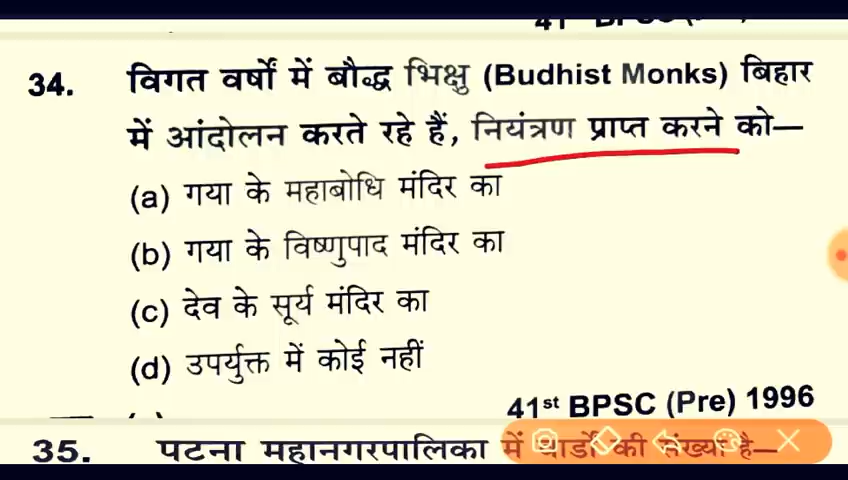 34. विगत वर्षों में बौद्ध भिक्षु (Budhist Monks) बिहार
में आंदोलन करते रहे हैं, नियंत्रण प्राप्त करने को—
(a) गया के महाबोधि मंदिर का
(b) गया के विष्णुपाद मंदिर का
(c) देव के सूर्य मंदिर का
(d) उपर्युक्त में कोई नहीं
41st BPSC (Pre) 1996
35. पटना महानगरपालिका में वार्डों की संख्या है—